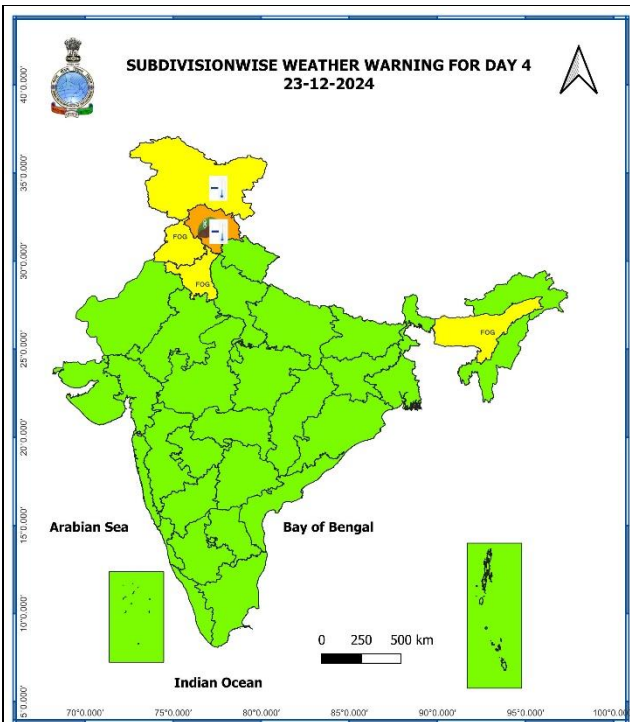 SUBDIVISIONWISE WEATHER WARNING FOR DAY 4
23-12-2024
40°0.000'
35°0.000'
FOG
30°0.000'
FOG
FOG
25°0.000'
20°0.000'
15°0.000'
Arabian Sea
Bay of Bengal
10°0.000'
0 250 500 km
Indian Ocean
5°0.000'
70°0.000' 75°0.000' 80°0.000' 85°0.000' 90°0.000' 95°0.000' 100°0.000'